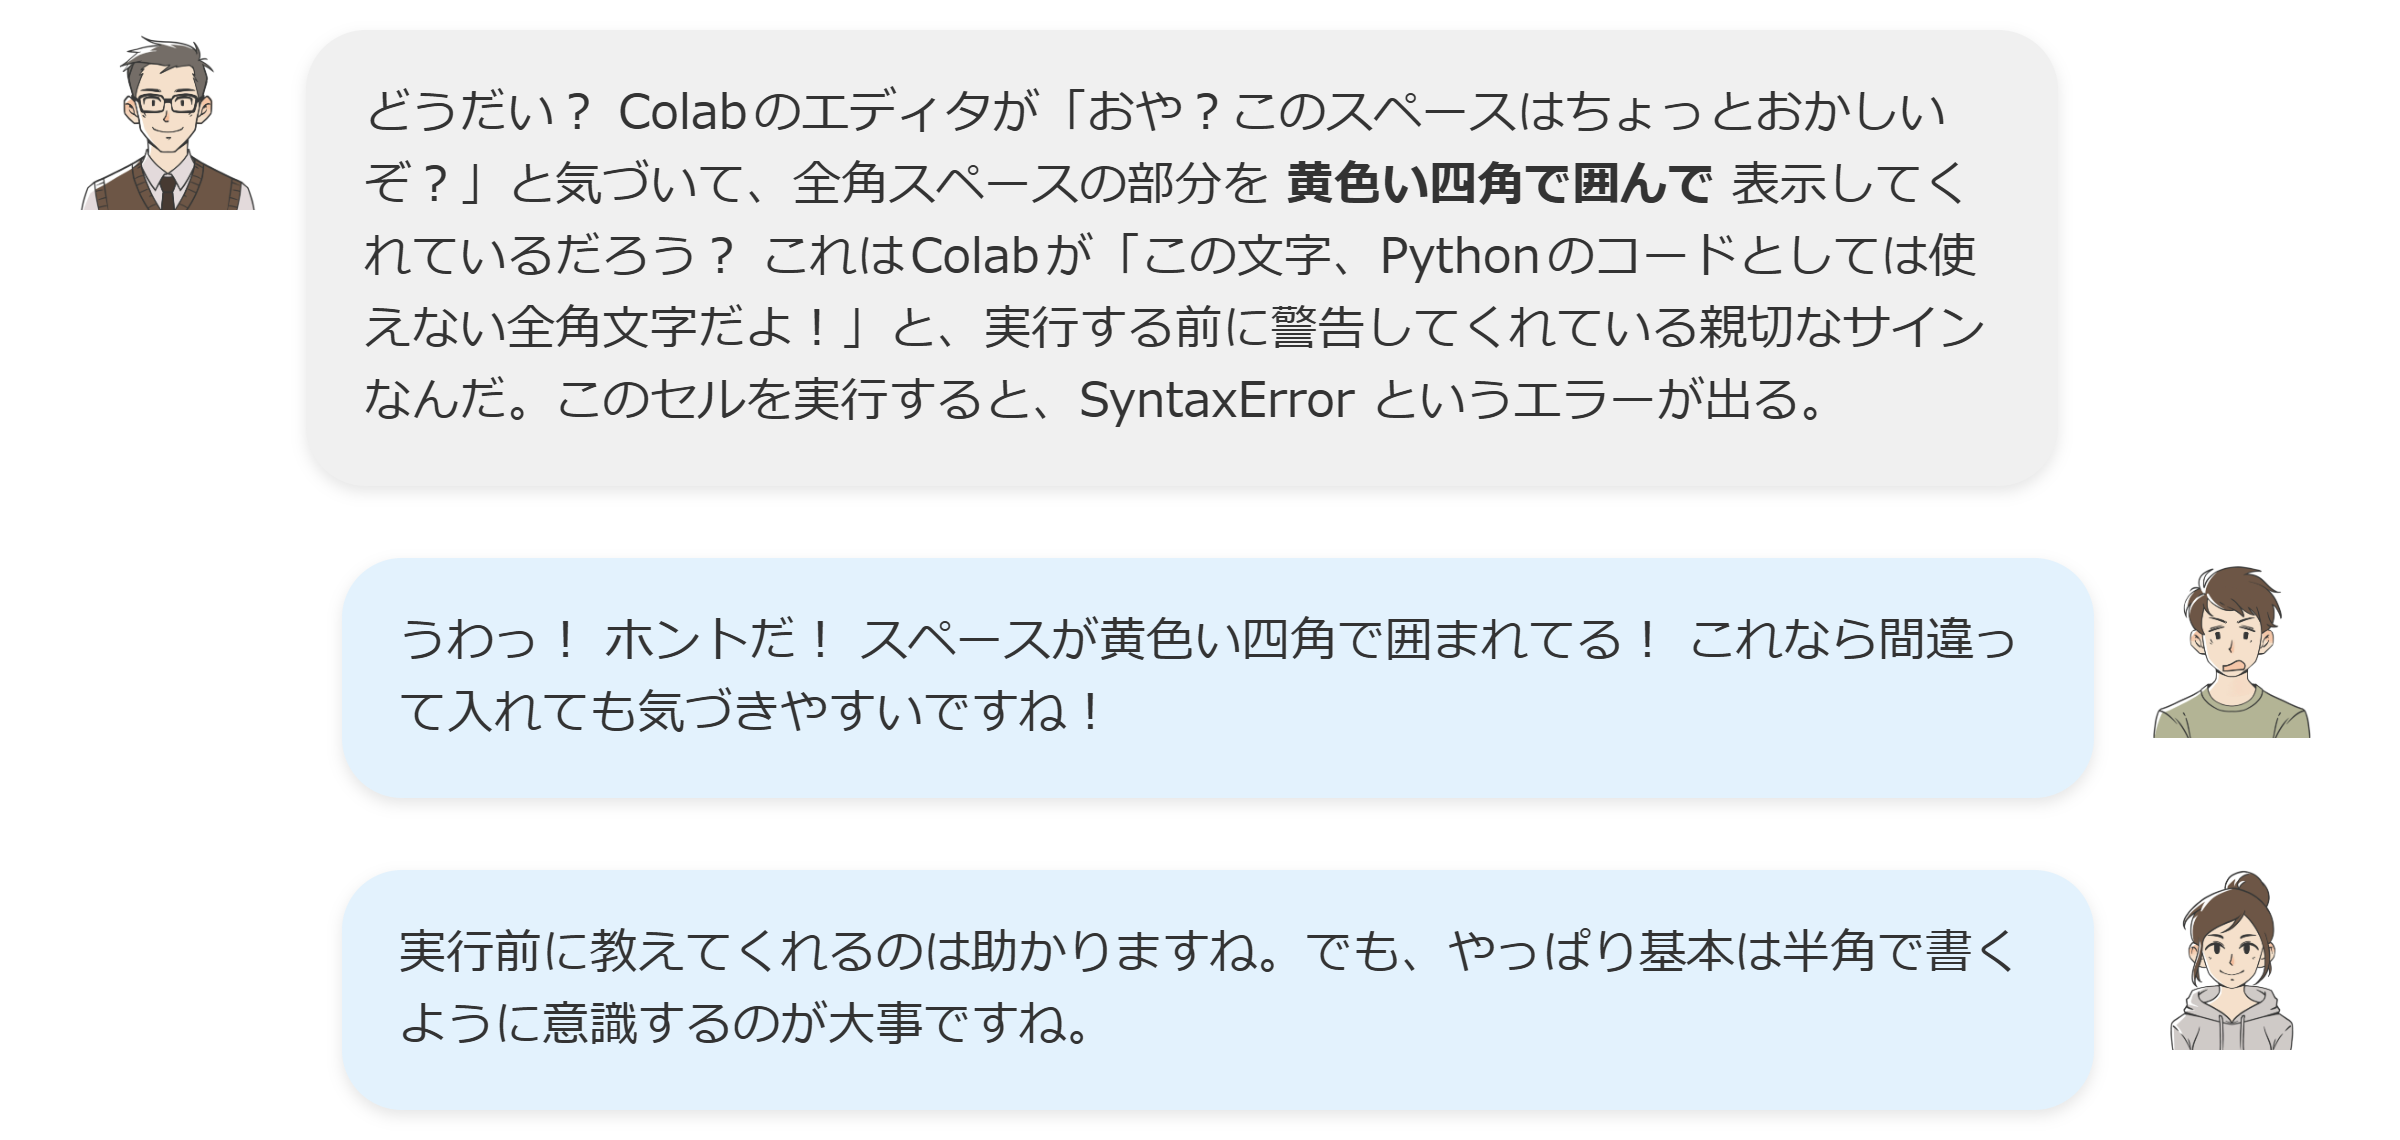 どうだい？ Colabのエディタが「おや？このスペースはちょっとおかしい
ぞ？」と気づいて、全角スペースの部分を 黄色い四角で囲んで 表示してく
れているだろう？ これはColabが「この文字、Pythonのコードとしては使
えない全角文字だよ！」と、実行する前に警告してくれている親切なサイン
なんだ。このセルを実行すると、SyntaxError というエラーが出る。
うわっ！ ホントだ！ スペースが黄色い四角で囲まれてる！ これなら間違っ
て入れても気づきやすいですね！
実行前に教えてくれるのは助かりますね。でも、やっぱり基本は半角で書く
ように意識するのが大事ですね。